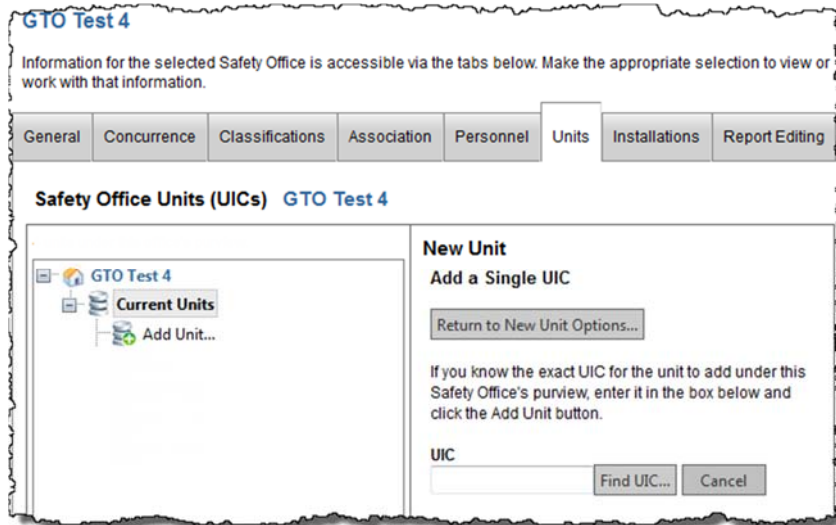 GTO Test 4
Information for the selected Safety Office is accessible via the tabs below. Make the appropriate selection to view or
work with that information.
General Concurrence Classifications Association Personnel Units Installations Report Editing
Safety Office Units (UICs) GTO Test 4
GTO Test 4
Current Units
Add Unit...
New Unit
Add a Single UIC
Return to New Unit Options...
If you know the exact UIC for the unit to add under this
Safety Office's purview, enter it in the box below and
click the Add Unit button.
UIC
Find UIC... Cancel